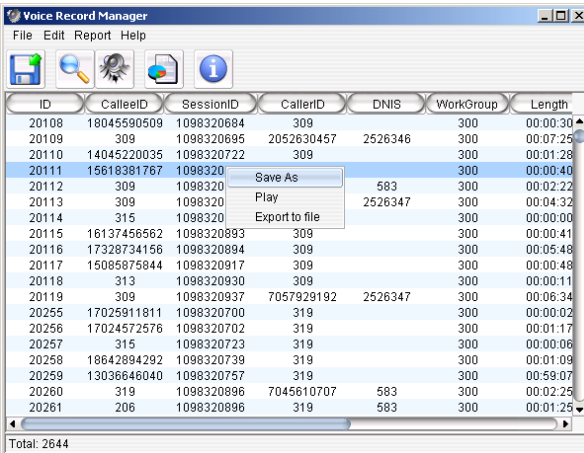 Voice Record Manager
File Edit Report Help
ID CalleeID SessionID CallerID DNIS WorkGroup Length
20108 18045590509 1098320684 309 300 00:00:30
20109 309 1098320695 2052630457 2526346 300 00:07:25
20110 14045220035 1098320722 309 300 00:01:28
20111 15618381767 1098320 300 00:00:40
Save As
20112 309 1098320 583 300 00:02:22
Play
20113 309 1098320 2526347 300 00:04:32
Export to file
20114 315 1098320 300 00:00:00
20115 16137456562 1098320893 309 300 00:00:41
20116 17328734156 1098320894 309 300 00:05:48
20117 15085875844 1098320917 309 300 00:00:48
20118 313 1098320930 309 300 00:00:11
20119 309 1098320937 7057929192 2526347 300 00:06:34
20255 17025911811 1098320700 319 300 00:00:02
20256 17024572576 1098320702 319 300 00:01:17
20257 315 1098320723 319 300 00:00:06
20258 18642894292 1098320739 319 300 00:01:09
20259 13036646040 1098320757 319 300 00:59:07
20260 319 1098320896 7045610707 583 300 00:02:25
20261 206 1098320896 319 583 300 00:01:25
Total: 2644